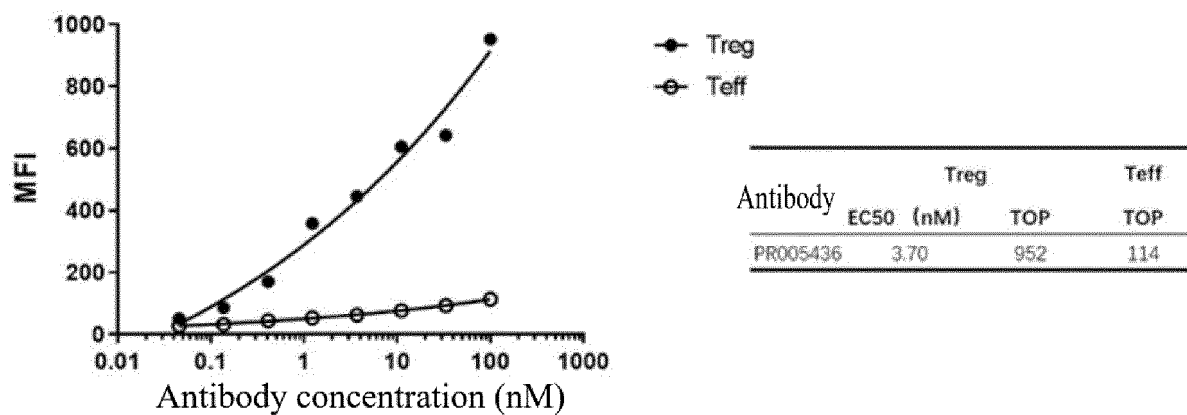 1000
800
600
400
200
0
MFI
0.01 0.1 1 10 100 1000
Antibody concentration (nM)
Treg
Teff
Treg Teff
Antibody
EC50 (nM) TOP TOP
PR005436 3.70 952 114